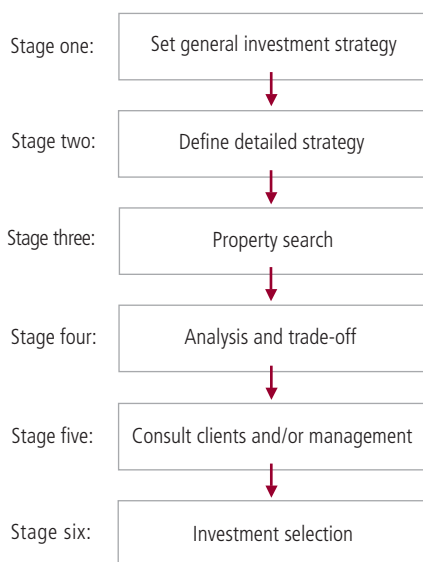 Stage one: Set general investment strategy
Stage two: Define detailed strategy
Stage three: Property search
Stage four: Analysis and trade-off
Stage five: Consult clients and/or management
Stage six: Investment selection